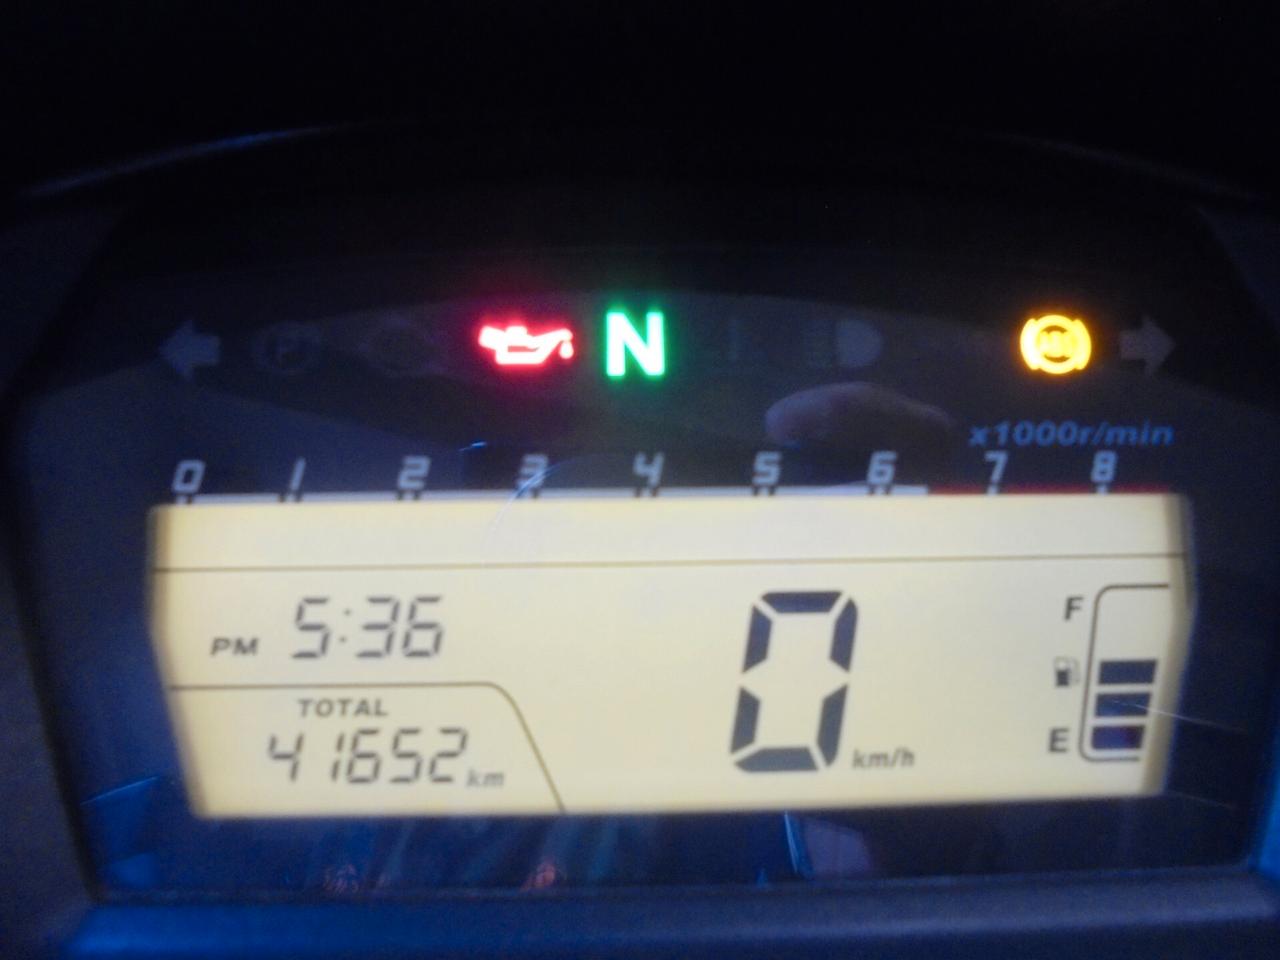 N
ABS
x1000r/min
0 1 2 3 4 5 6 7 8
PM 5:36
F
TOTAL
41652 km
0 km/h
E